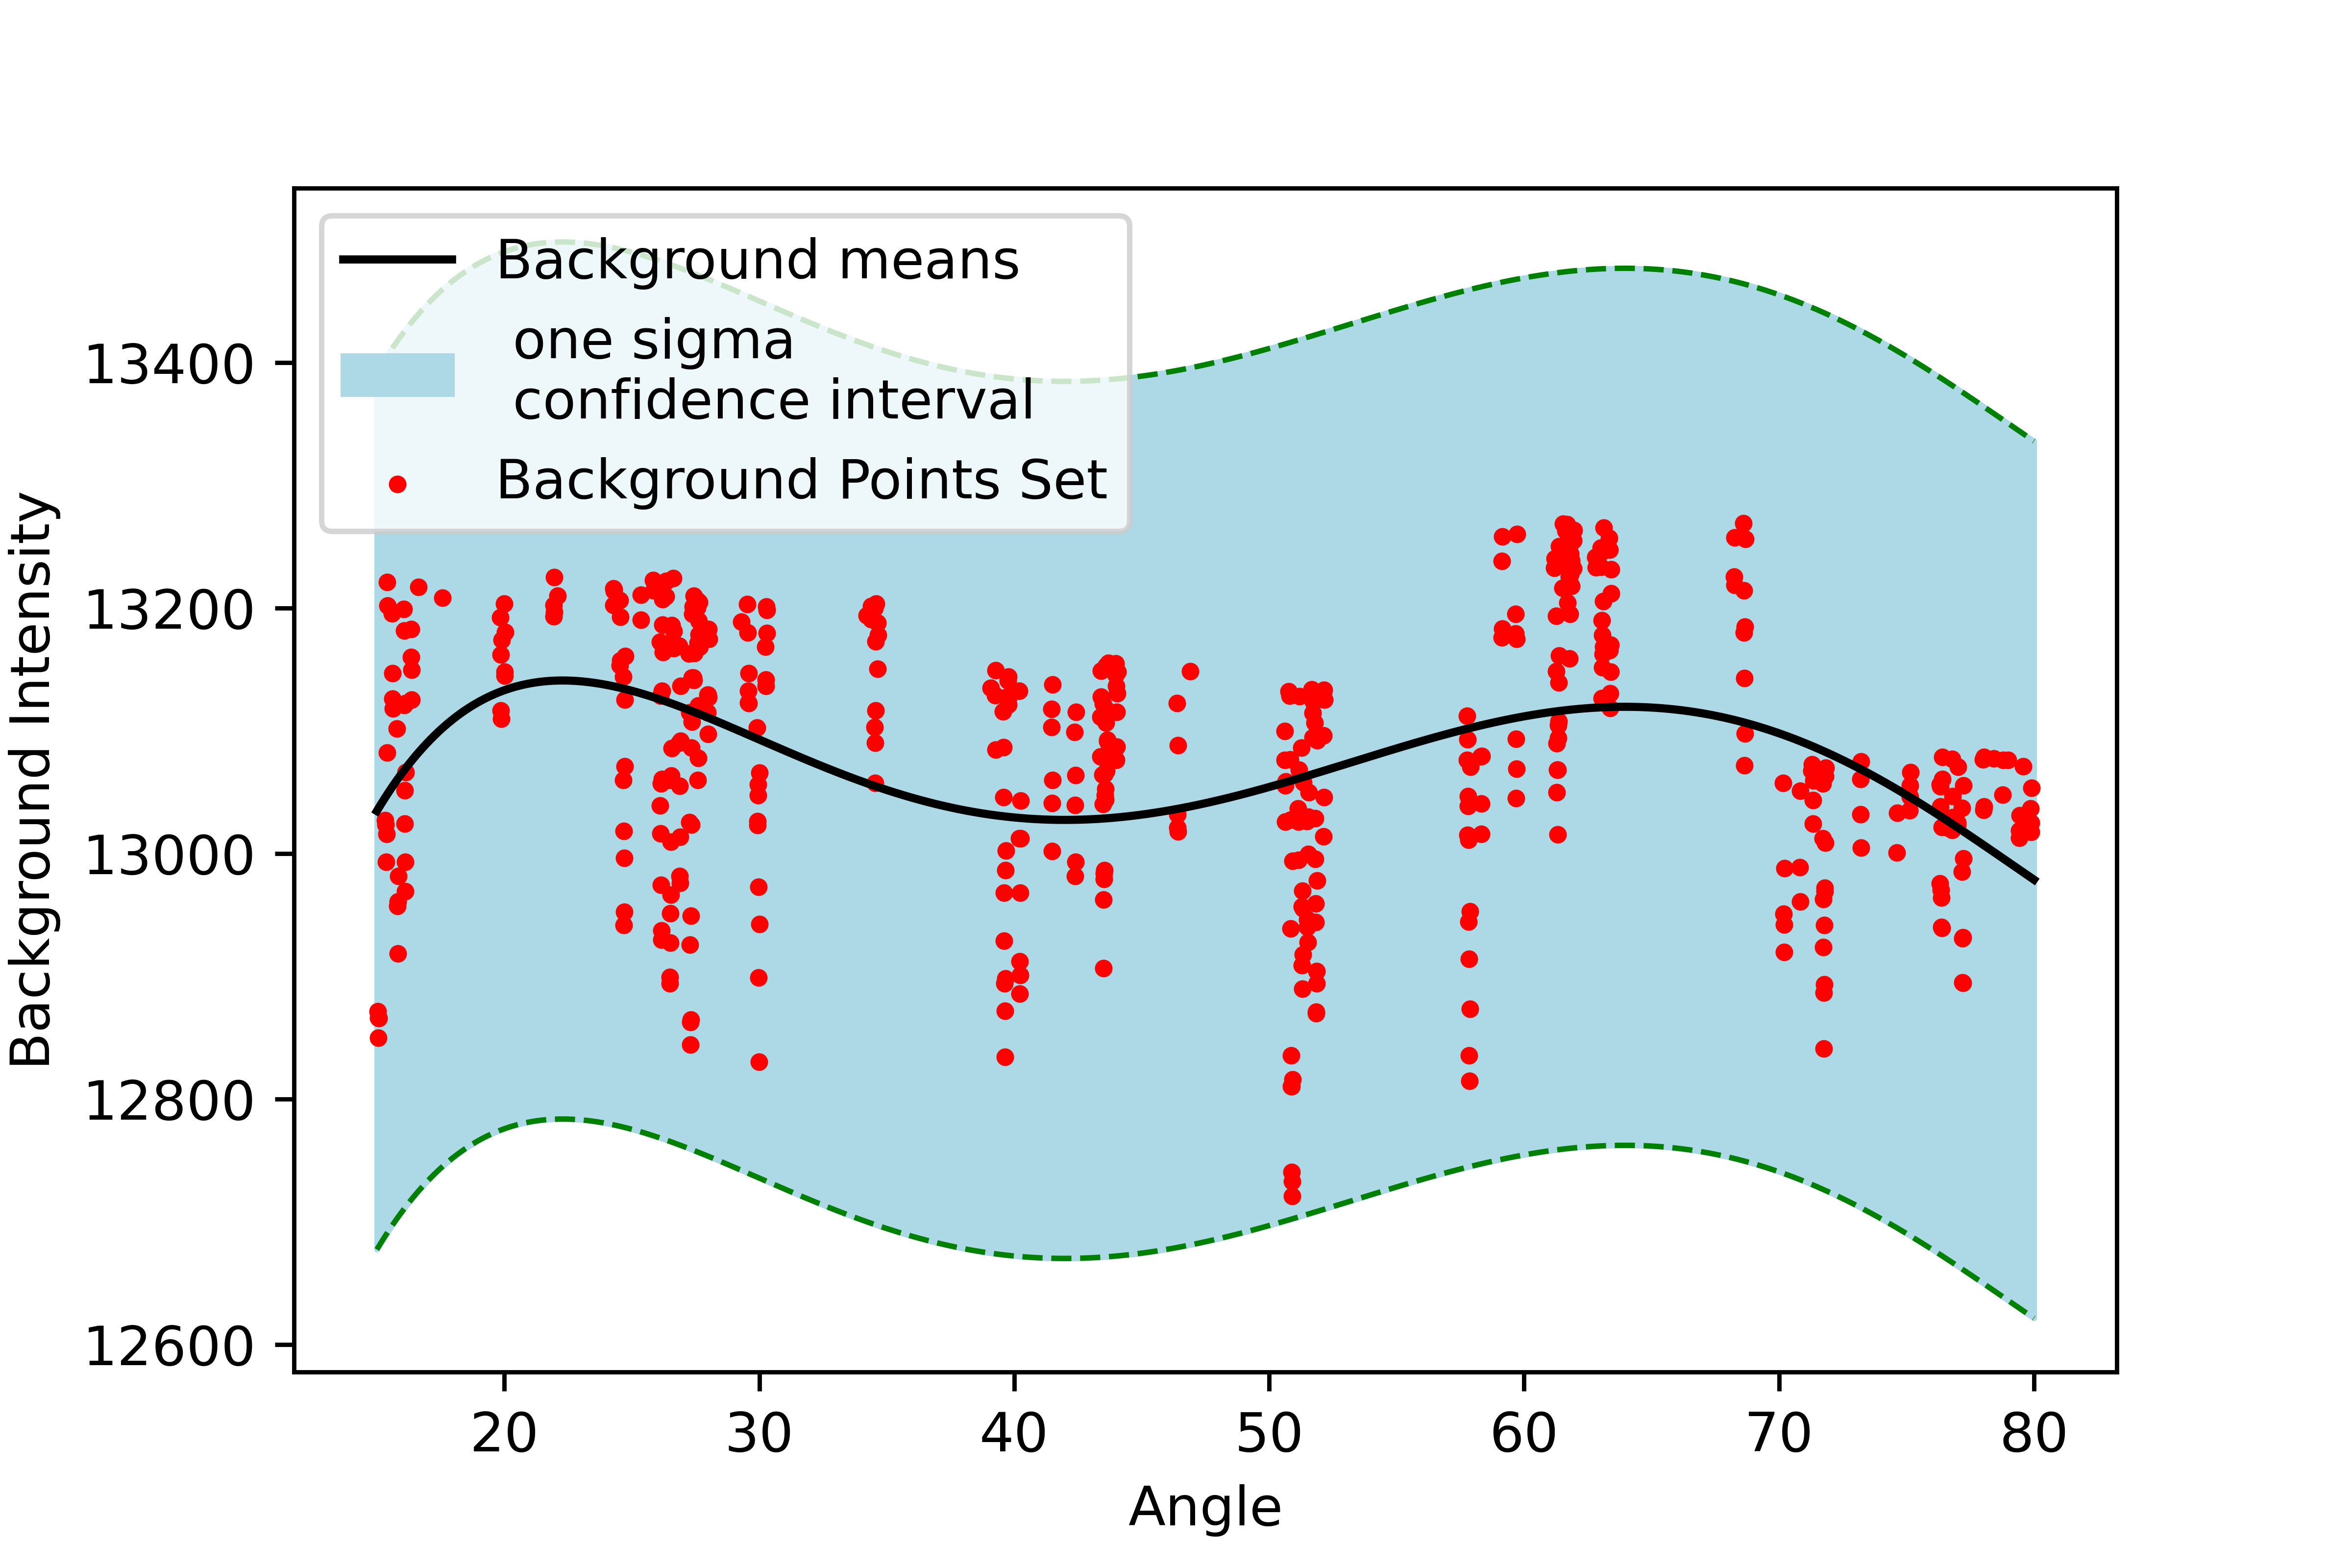 Background means
one sigma
confidence interval
Background Points Set
Background Intensity
13400
13200
13000
12800
12600
20 30 40 50 60 70 80
Angle